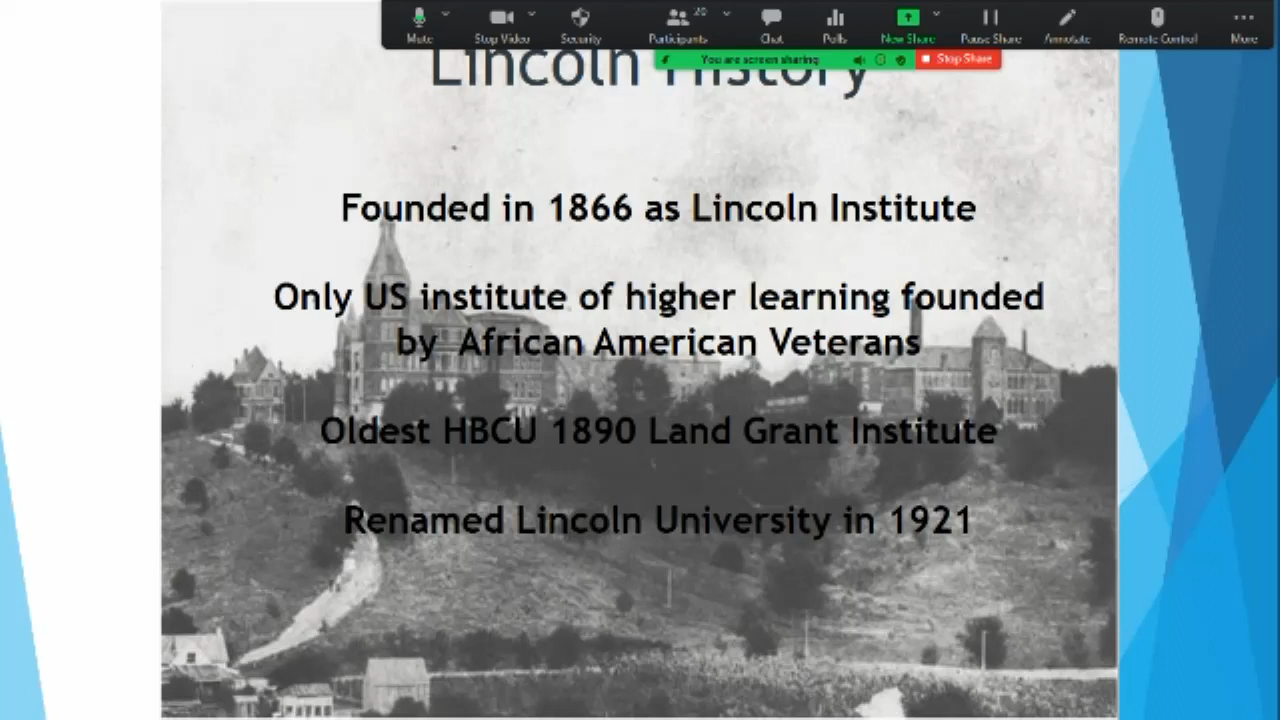 Mute
Stop Video
Security
20
Participants
Chat
Polls
New Share
Pause Share
Annotate
Remote Control
More
You are screen sharing
Stop Share
Lincoln History
Founded in 1866 as Lincoln Institute
Only US institute of higher learning founded
by African American Veterans
Oldest HBCU 1890 Land Grant Institute
Renamed Lincoln University in 1921